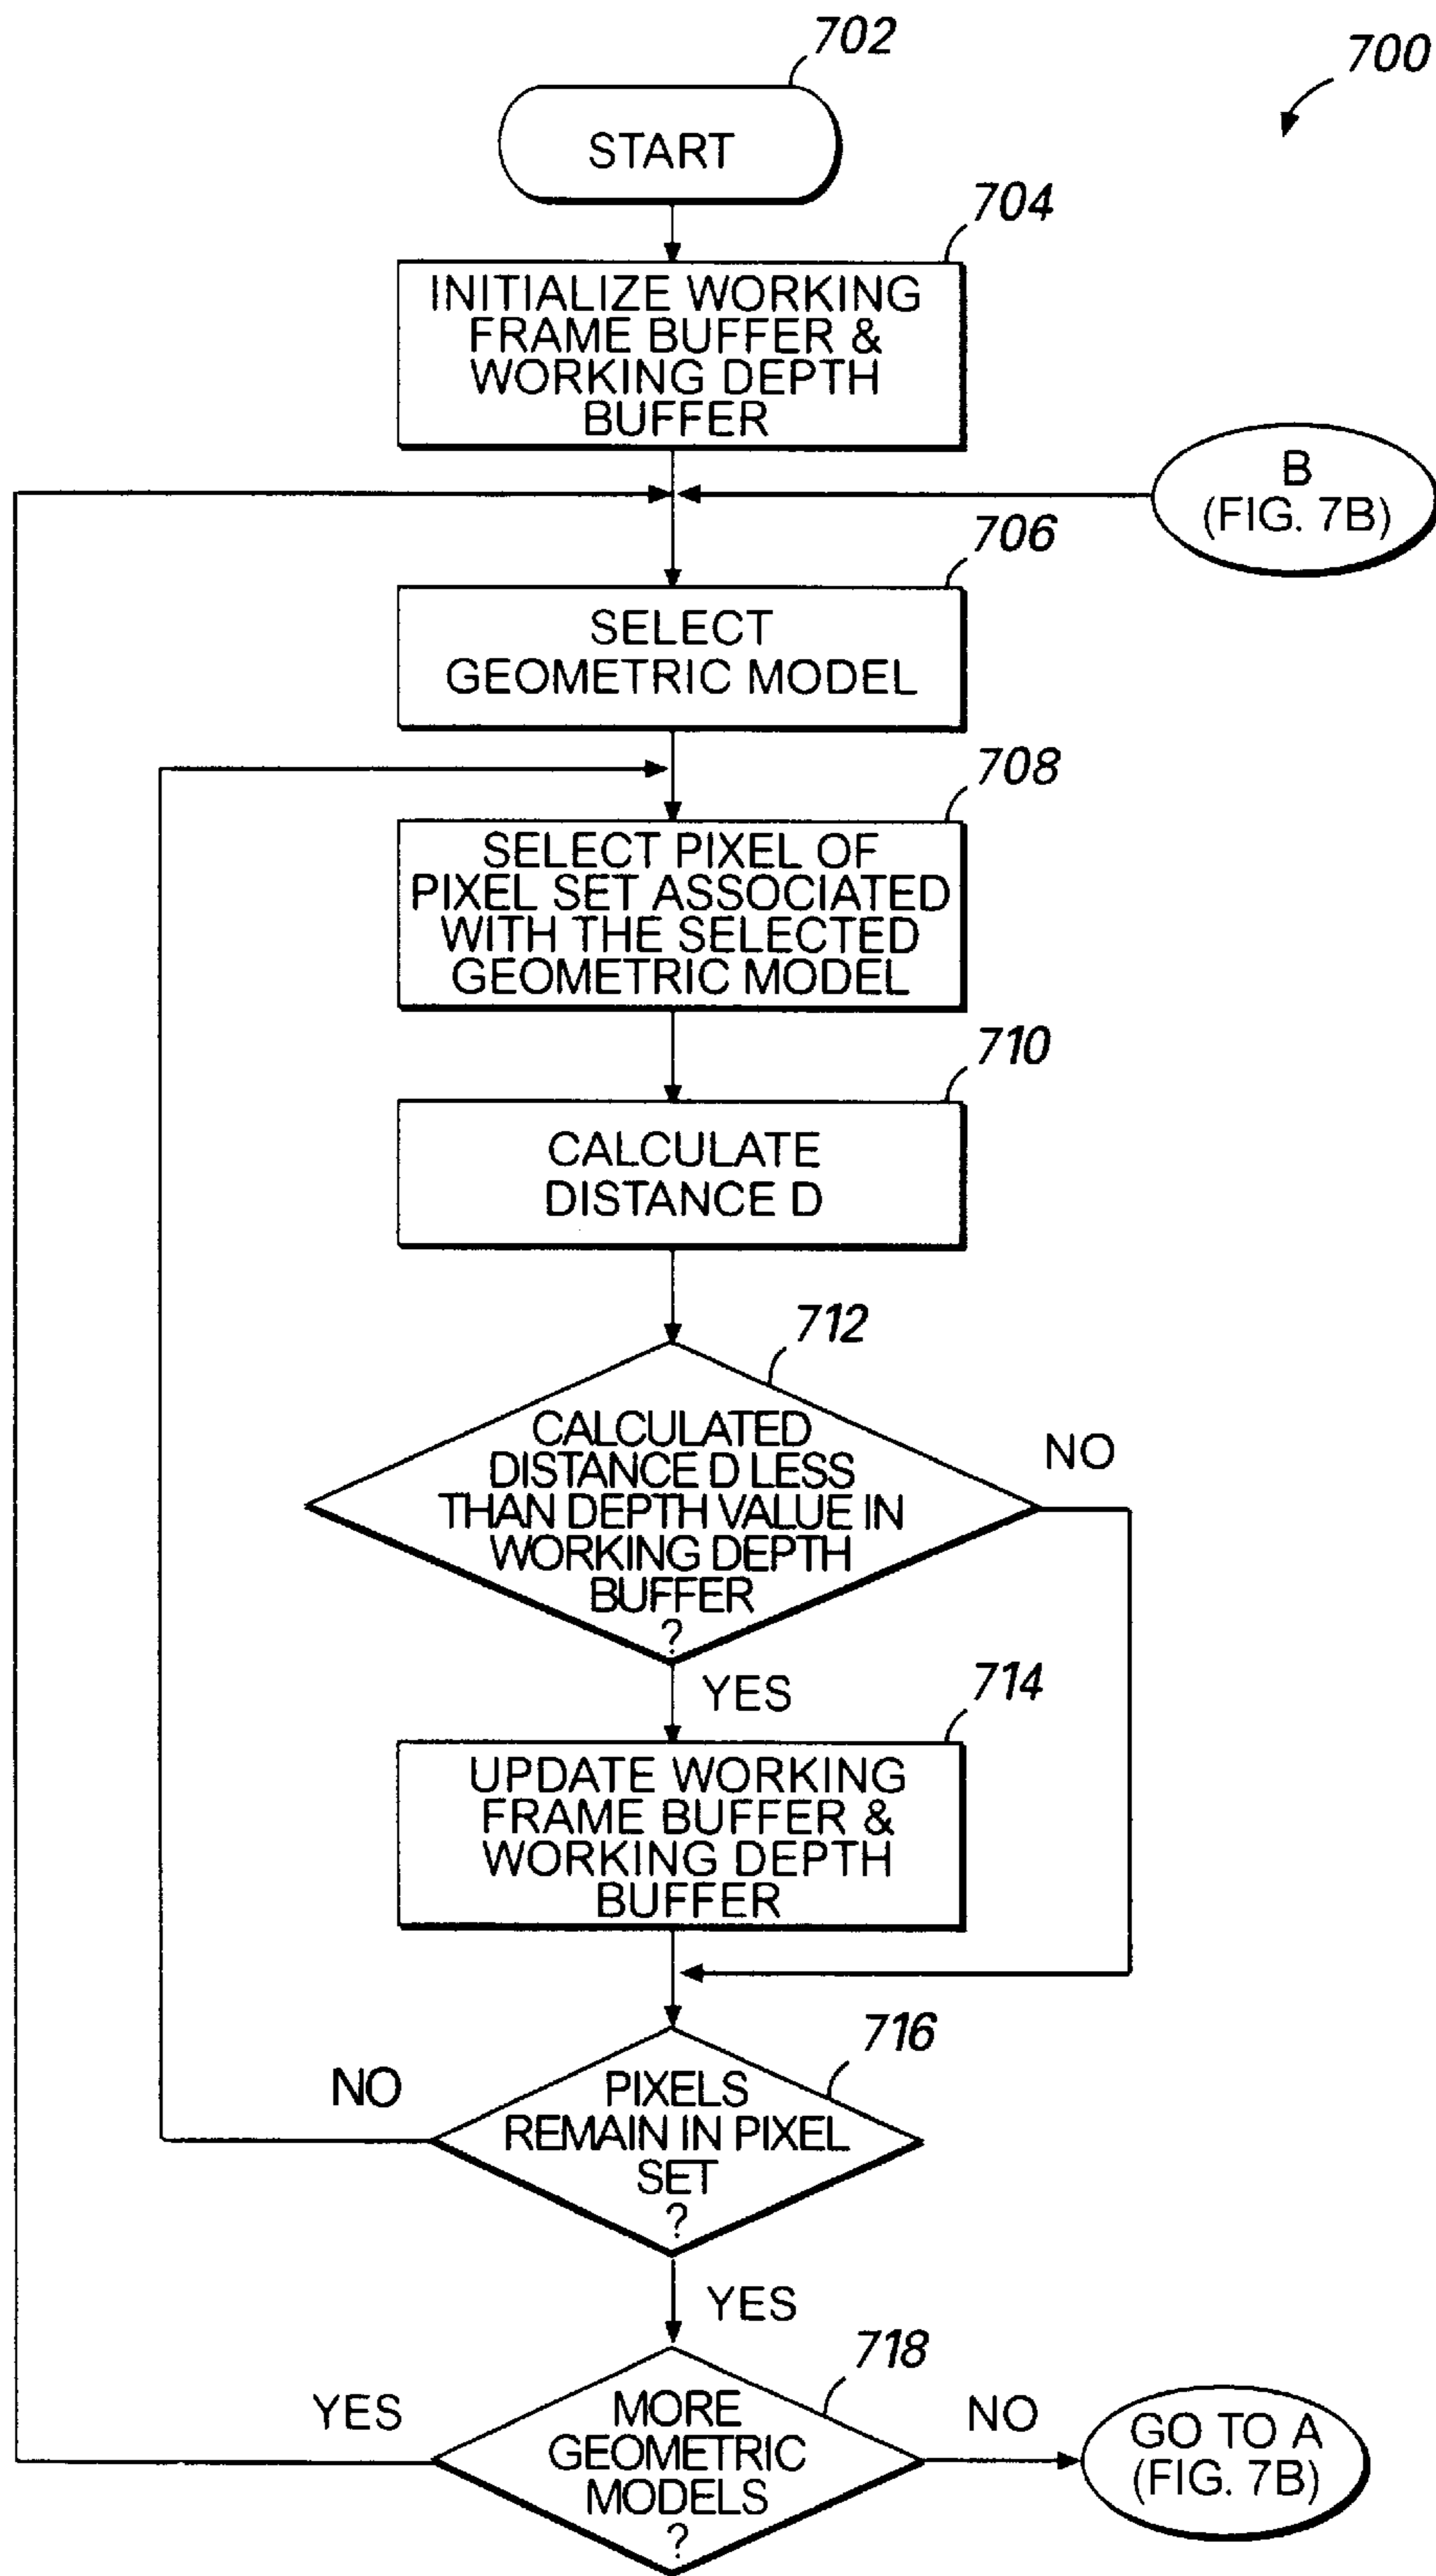 702
700
START
704
INITIALIZE WORKING
FRAME BUFFER &
WORKING DEPTH
BUFFER
B
(FIG. 7B)
706
SELECT
GEOMETRIC MODEL
708
SELECT PIXEL OF
PIXEL SET ASSOCIATED
WITH THE SELECTED
GEOMETRIC MODEL
710
CALCULATE
DISTANCE D
712
CALCULATED
DISTANCE D LESS
THAN DEPTH VALUE IN
WORKING DEPTH
BUFFER
?
NO
YES
714
UPDATE WORKING
FRAME BUFFER &
WORKING DEPTH
BUFFER
716
NO
PIXELS
REMAIN IN PIXEL
SET
?
YES
718
YES
MORE
GEOMETRIC
MODELS
?
NO
GO TO A
(FIG. 7B)